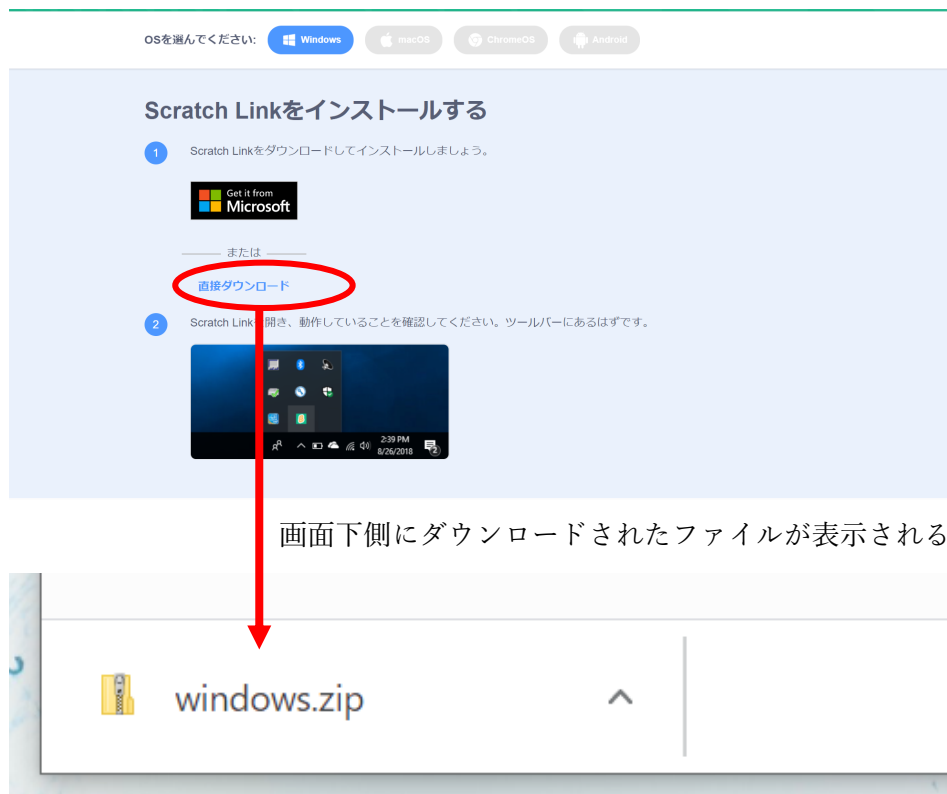 OSを選んでください: Windows macOS ChromeOS Android
Scratch Linkをインストールする
1 Scratch Linkをダウンロードしてインストールしましょう。
Get it from
Microsoft
または
直接ダウンロード
2 Scratch Linkを開き、動作していることを確認してください。ツールバーにあるはずです。
2:39 PM
8/26/2018
2
画面下側にダウンロードされたファイルが表示される
windows.zip